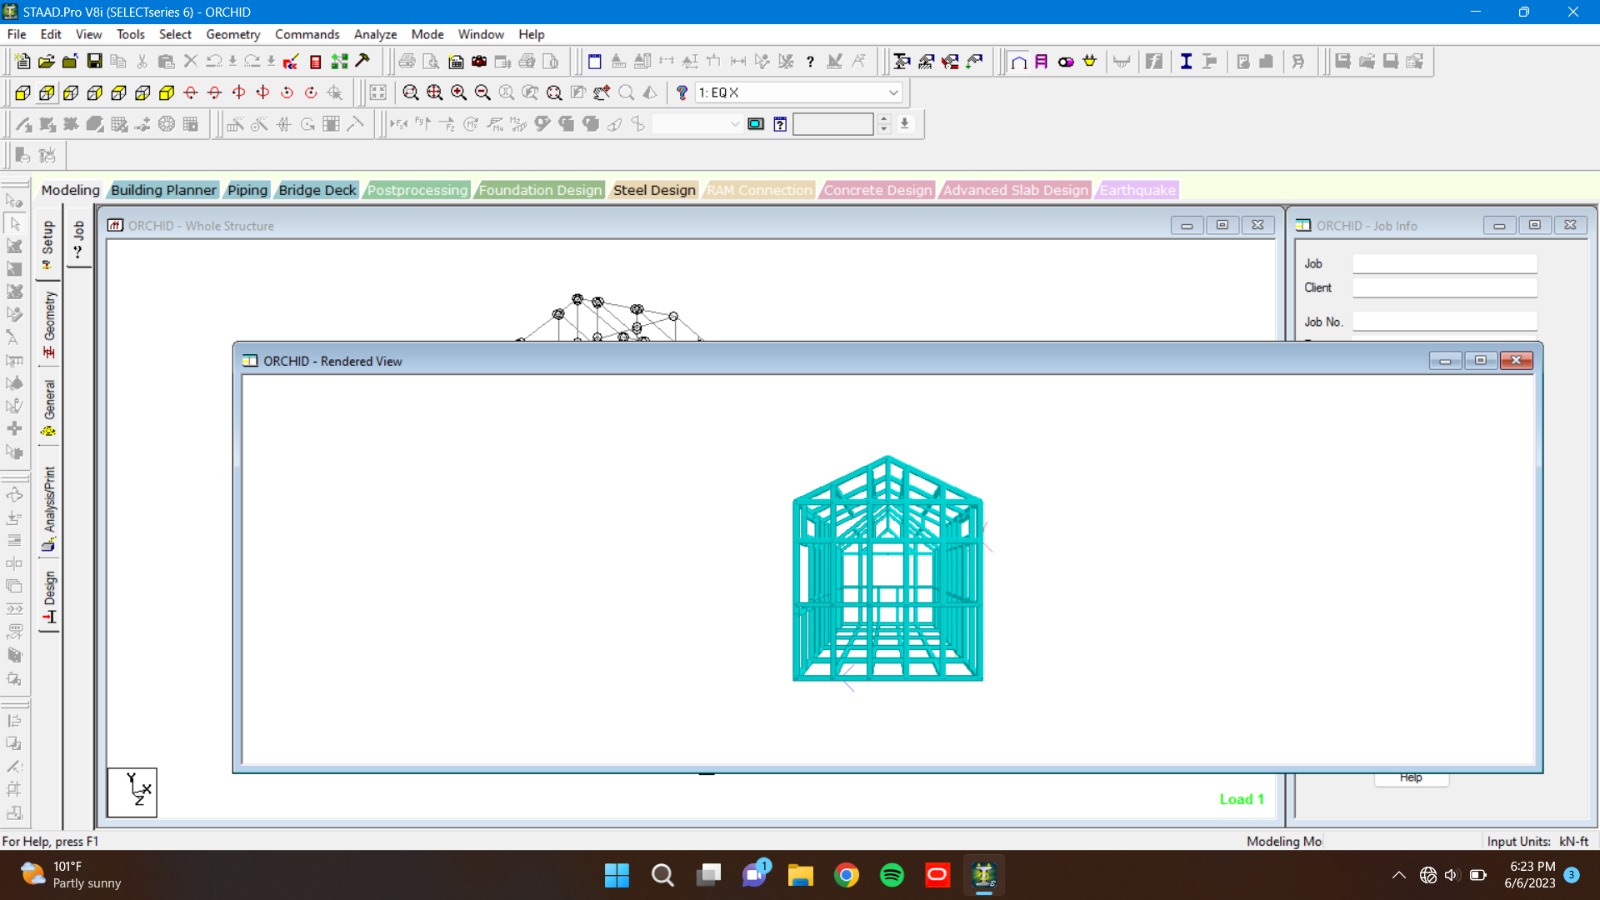 STAAD.Pro V8i (SELECTseries 6) - ORCHID
File Edit View Tools Select Geometry Commands Analyze Mode Window Help
1: EQ X
Modeling Building Planner Piping Bridge Deck Postprocessing Foundation Design Steel Design RAM Connection Concrete Design Advanced Slab Design Earthquake
Setup
Geometry
General
Analysis/Print
Design
Job
ORCHID - Whole Structure
ORCHID - Job Info
Job
Client
Job No.
ORCHID - Rendered View
Help
Y
X
Z
Load 1
For Help, press F1
Modeling Mo
Input Units: kN-ft
101°F
Partly sunny
1
6:23 PM
6/6/2023
3